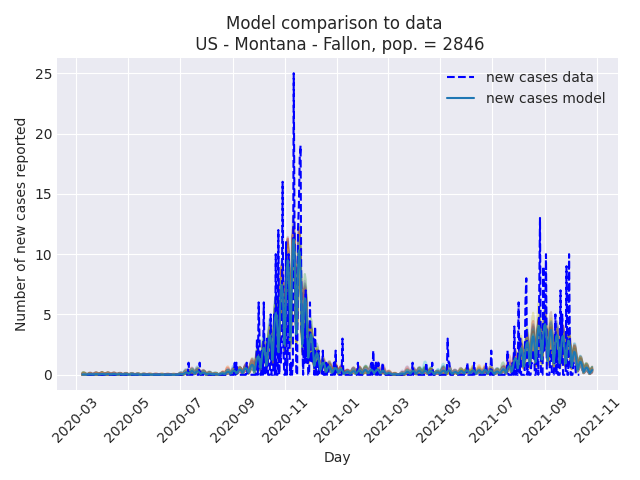 Model comparison to data
US - Montana - Fallon, pop. = 2846
new cases data
new cases model
Number of new cases reported
25
20
15
10
5
0
2020-03
2020-05
2020-07
2020-09
2020-11
2021-01
2021-03
2021-05
2021-07
2021-09
2021-11
Day